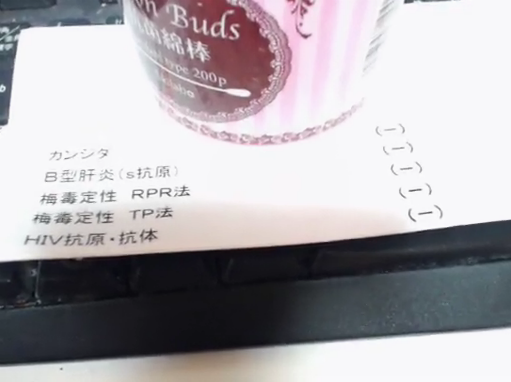 Buds
綿棒
type 200p
カンジタ (ー)
B型肝炎(s抗原) (ー)
梅毒定性 RPR法 (ー)
梅毒定性 TP法 (ー)
HIV抗原・抗体 (ー)